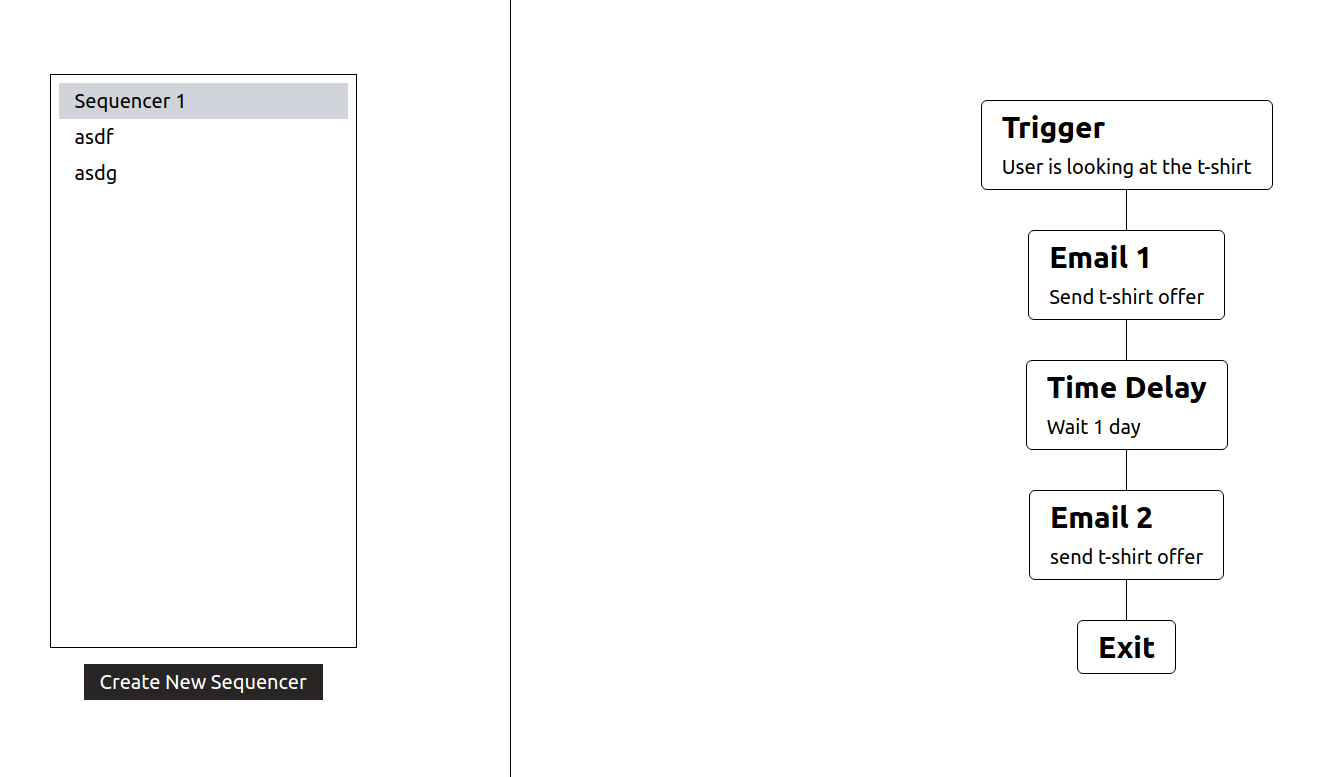 Sequencer 1
asdf
asdg
Create New Sequencer
Trigger
User is looking at the t-shirt
Email 1
Send t-shirt offer
Time Delay
Wait 1 day
Email 2
send t-shirt offer
Exit